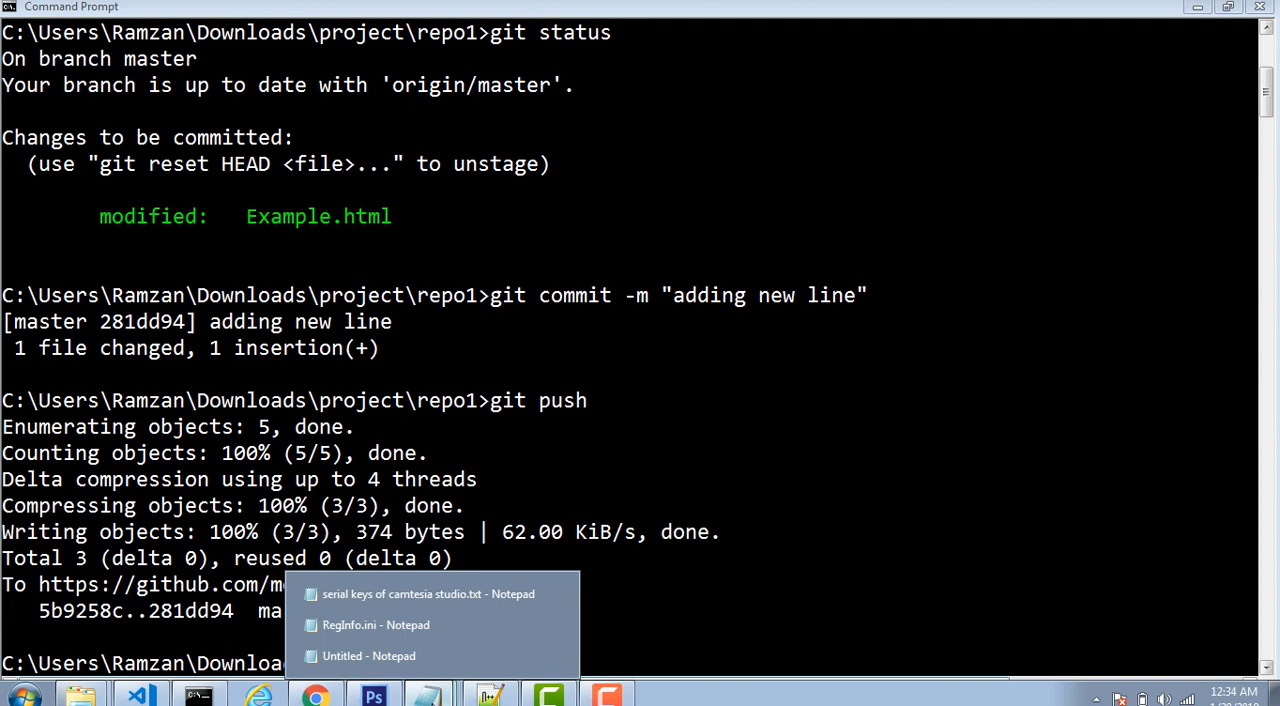 Command Prompt
C:\Users\Ramzan\Downloads\project\repo1>git status
On branch master
Your branch is up to date with 'origin/master'.
Changes to be committed:
(use "git reset HEAD <file>..." to unstage)
modified: Example.html
C:\Users\Ramzan\Downloads\project\repo1>git commit -m "adding new line"
[master 281dd94] adding new line
1 file changed, 1 insertion(+)
C:\Users\Ramzan\Downloads\project\repo1>git push
Enumerating objects: 5, done.
Counting objects: 100% (5/5), done.
Delta compression using up to 4 threads
Compressing objects: 100% (3/3), done.
Writing objects: 100% (3/3), 374 bytes | 62.00 KiB/s, done.
Total 3 (delta 0), reused 0 (delta 0)
To https://github.com/m
5b9258c..281dd94 ma
C:\Users\Ramzan\Downloa
serial keys of camtesia studio.txt - Notepad
RegInfo.ini - Notepad
Untitled - Notepad
Ps
12:34 AM